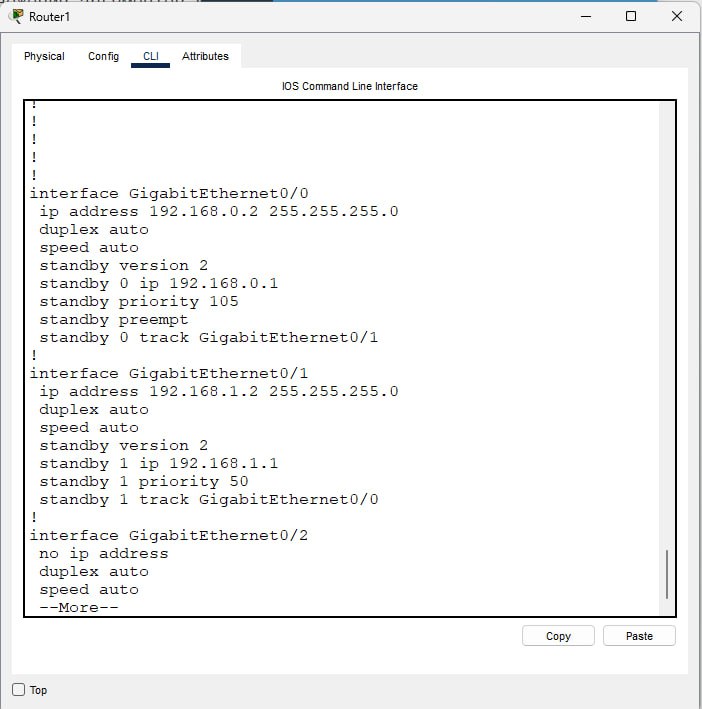 Router1
Physical Config CLI Attributes
IOS Command Line Interface
!
!
!
!
!
interface GigabitEthernet0/0
 ip address 192.168.0.2 255.255.255.0
 duplex auto
 speed auto
 standby version 2
 standby 0 ip 192.168.0.1
 standby priority 105
 standby preempt
 standby 0 track GigabitEthernet0/1
!
interface GigabitEthernet0/1
 ip address 192.168.1.2 255.255.255.0
 duplex auto
 speed auto
 standby version 2
 standby 1 ip 192.168.1.1
 standby 1 priority 50
 standby 1 track GigabitEthernet0/0
!
interface GigabitEthernet0/2
 no ip address
 duplex auto
 speed auto
 --More--
Copy Paste
Top